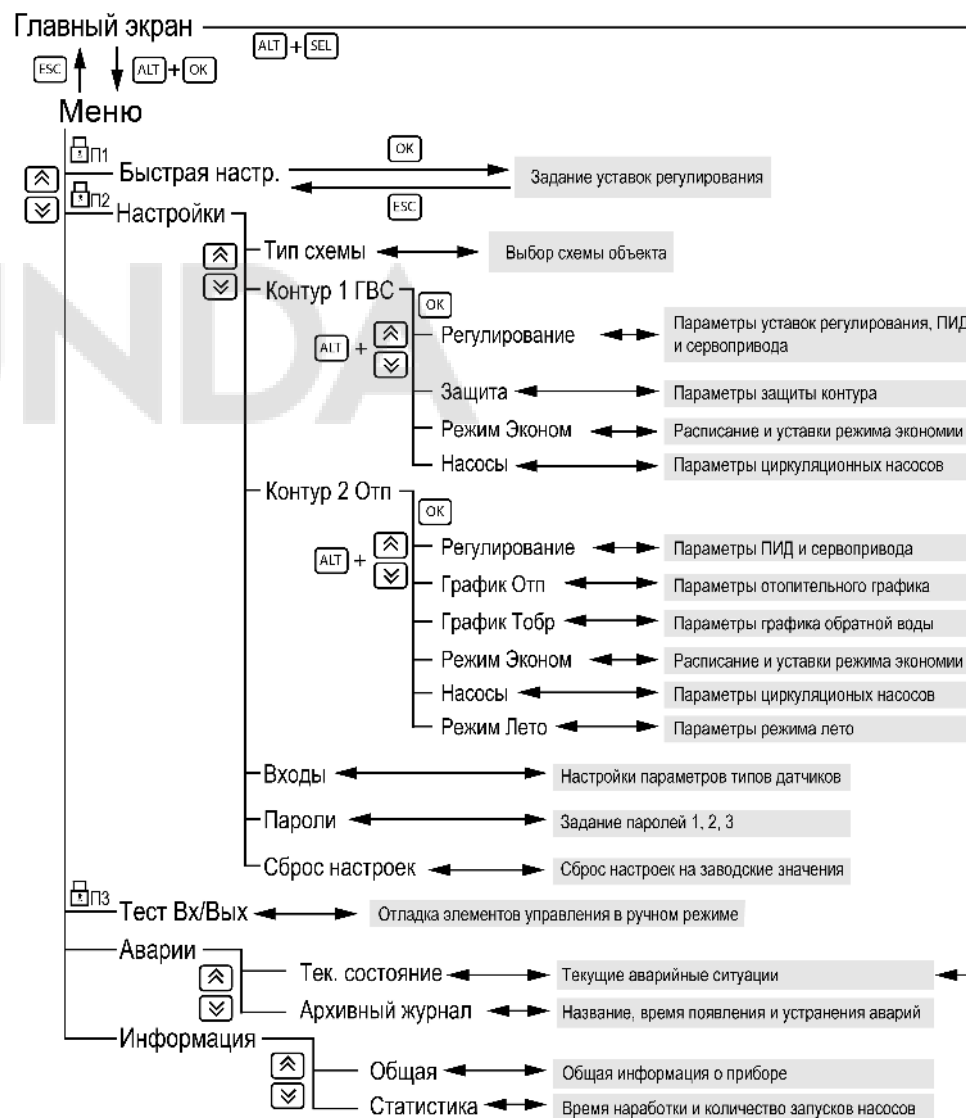 Главный экран
ALT + SEL
ESC
ALT + OK
Меню
П1
OK
Быстрая настр.
Задание уставок регулирования
П2
ESC
Настройки
Тип схемы
Выбор схемы объекта
Контур 1 ГВС
OK
ALT +
Регулирование
Параметры уставок регулирования, ПИД
и сервопривода
Защита
Параметры защиты контура
Режим Эконом
Расписание и уставки режима экономии
Насосы
Параметры циркуляционных насосов
Контур 2 Отп
OK
ALT +
Регулирование
Параметры ПИД и сервопривода
График Отп
Параметры отопительного графика
График Тобр
Параметры графика обратной воды
Режим Эконом
Расписание и уставки режима экономии
Насосы
Параметры циркуляционых насосов
Режим Лето
Параметры режима лето
Входы
Настройки параметров типов датчиков
Пароли
Задание паролей 1, 2, 3
Сброс настроек
Сброс настроек на заводские значения
П3
Тест Вх/Вых
Отладка элементов управления в ручном режиме
Аварии
Тек. состояние
Текущие аварийные ситуации
Архивный журнал
Название, время появления и устранения аварий
Информация
Общая
Общая информация о приборе
Статистика
Время наработки и количество запусков насосов